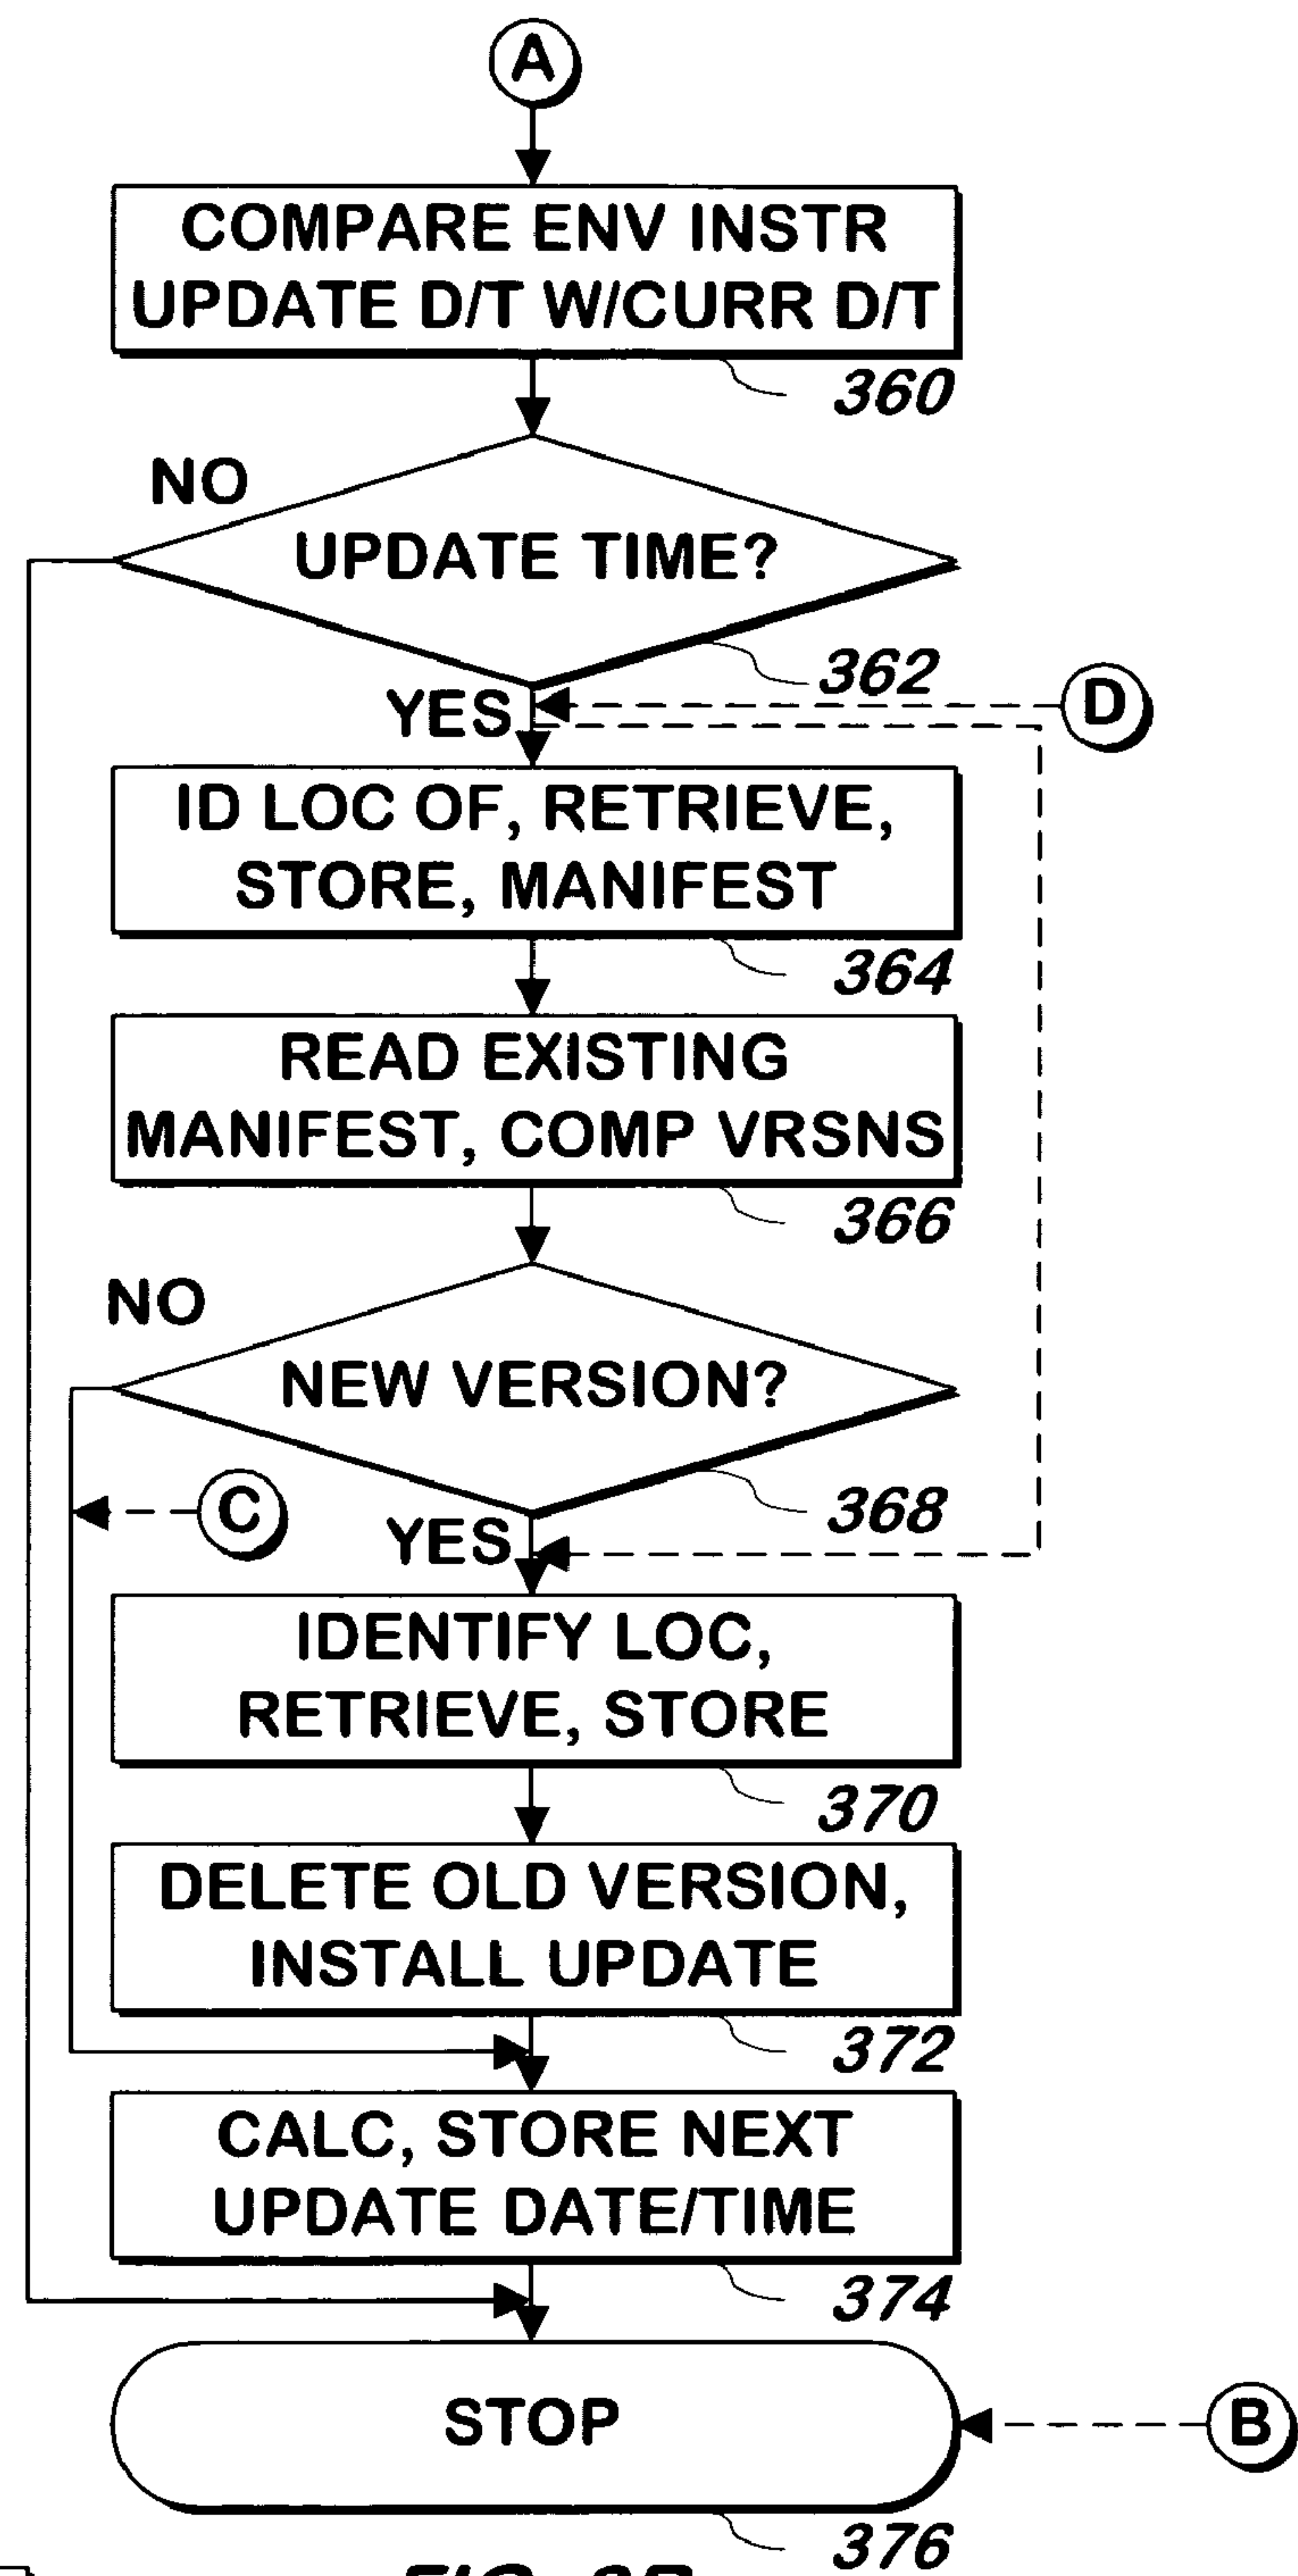 A
COMPARE ENV INSTR
UPDATE D/T W/CURR D/T
360
NO
UPDATE TIME?
362
YES
D
ID LOC OF, RETRIEVE,
STORE, MANIFEST
364
READ EXISTING
MANIFEST, COMP VRSNS
366
NO
NEW VERSION?
368
C
YES
IDENTIFY LOC,
RETRIEVE, STORE
370
DELETE OLD VERSION,
INSTALL UPDATE
372
CALC, STORE NEXT
UPDATE DATE/TIME
374
STOP
B
376